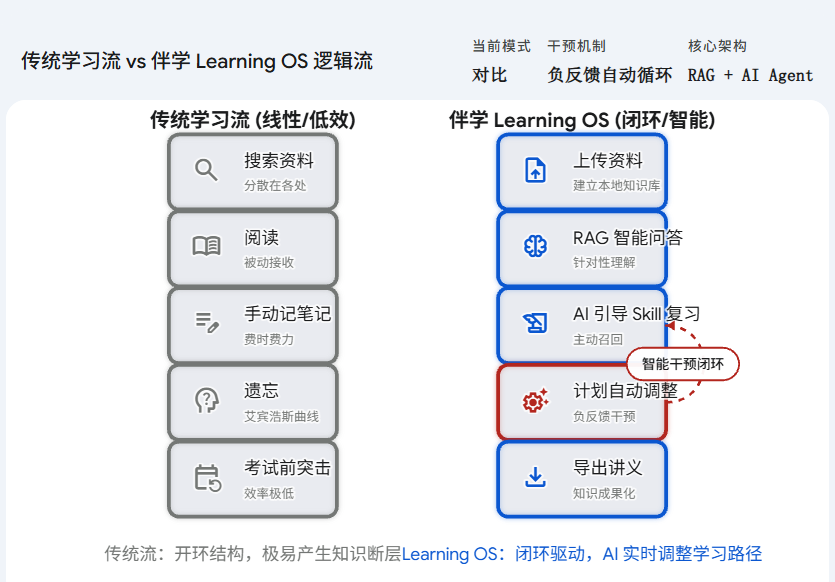 传统学习流 vs 伴学 Learning OS 逻辑流
当前模式
对比
干预机制
负反馈自动循环
核心架构
RAG + AI Agent
传统学习流 (线性/低效)
搜索资料
分散在各处
阅读
被动接收
手动记笔记
费时费力
遗忘
艾宾浩斯曲线
考试前突击
效率极低
伴学 Learning OS (闭环/智能)
上传资料
建立本地知识库
RAG 智能问答
针对性理解
AI 引导 Skill 复习
主动召回
智能干预闭环
计划自动调整
负反馈干预
导出讲义
知识成果化
传统流：开环结构，极易产生知识断层Learning OS：闭环驱动，AI 实时调整学习路径